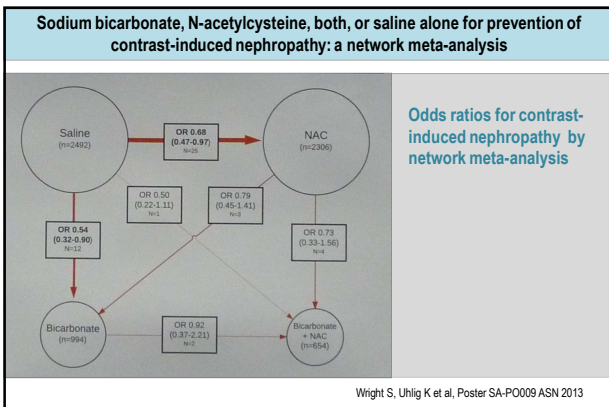 Sodium bicarbonate, N-acetylcysteine, both, or saline alone for prevention of
contrast-induced nephropathy: a network meta-analysis
Saline
(n=2492)
OR 0.68
(0.47-0.97)
N=25
NAC
(n=2306)
OR 0.50
(0.22-1.11)
N=1
OR 0.79
(0.45-1.41)
N=8
OR 0.54
(0.32-0.90)
N=12
OR 0.73
(0.33-1.56)
N=4
Bicarbonate
(n=994)
OR 0.92
(0.37-2.21)
N=2
Bicarbonate
+ NAC
(n=654)
Odds ratios for contrast-
induced nephropathy by
network meta-analysis
Wright S, Uhlig K et al, Poster SA-PO009 ASN 2013